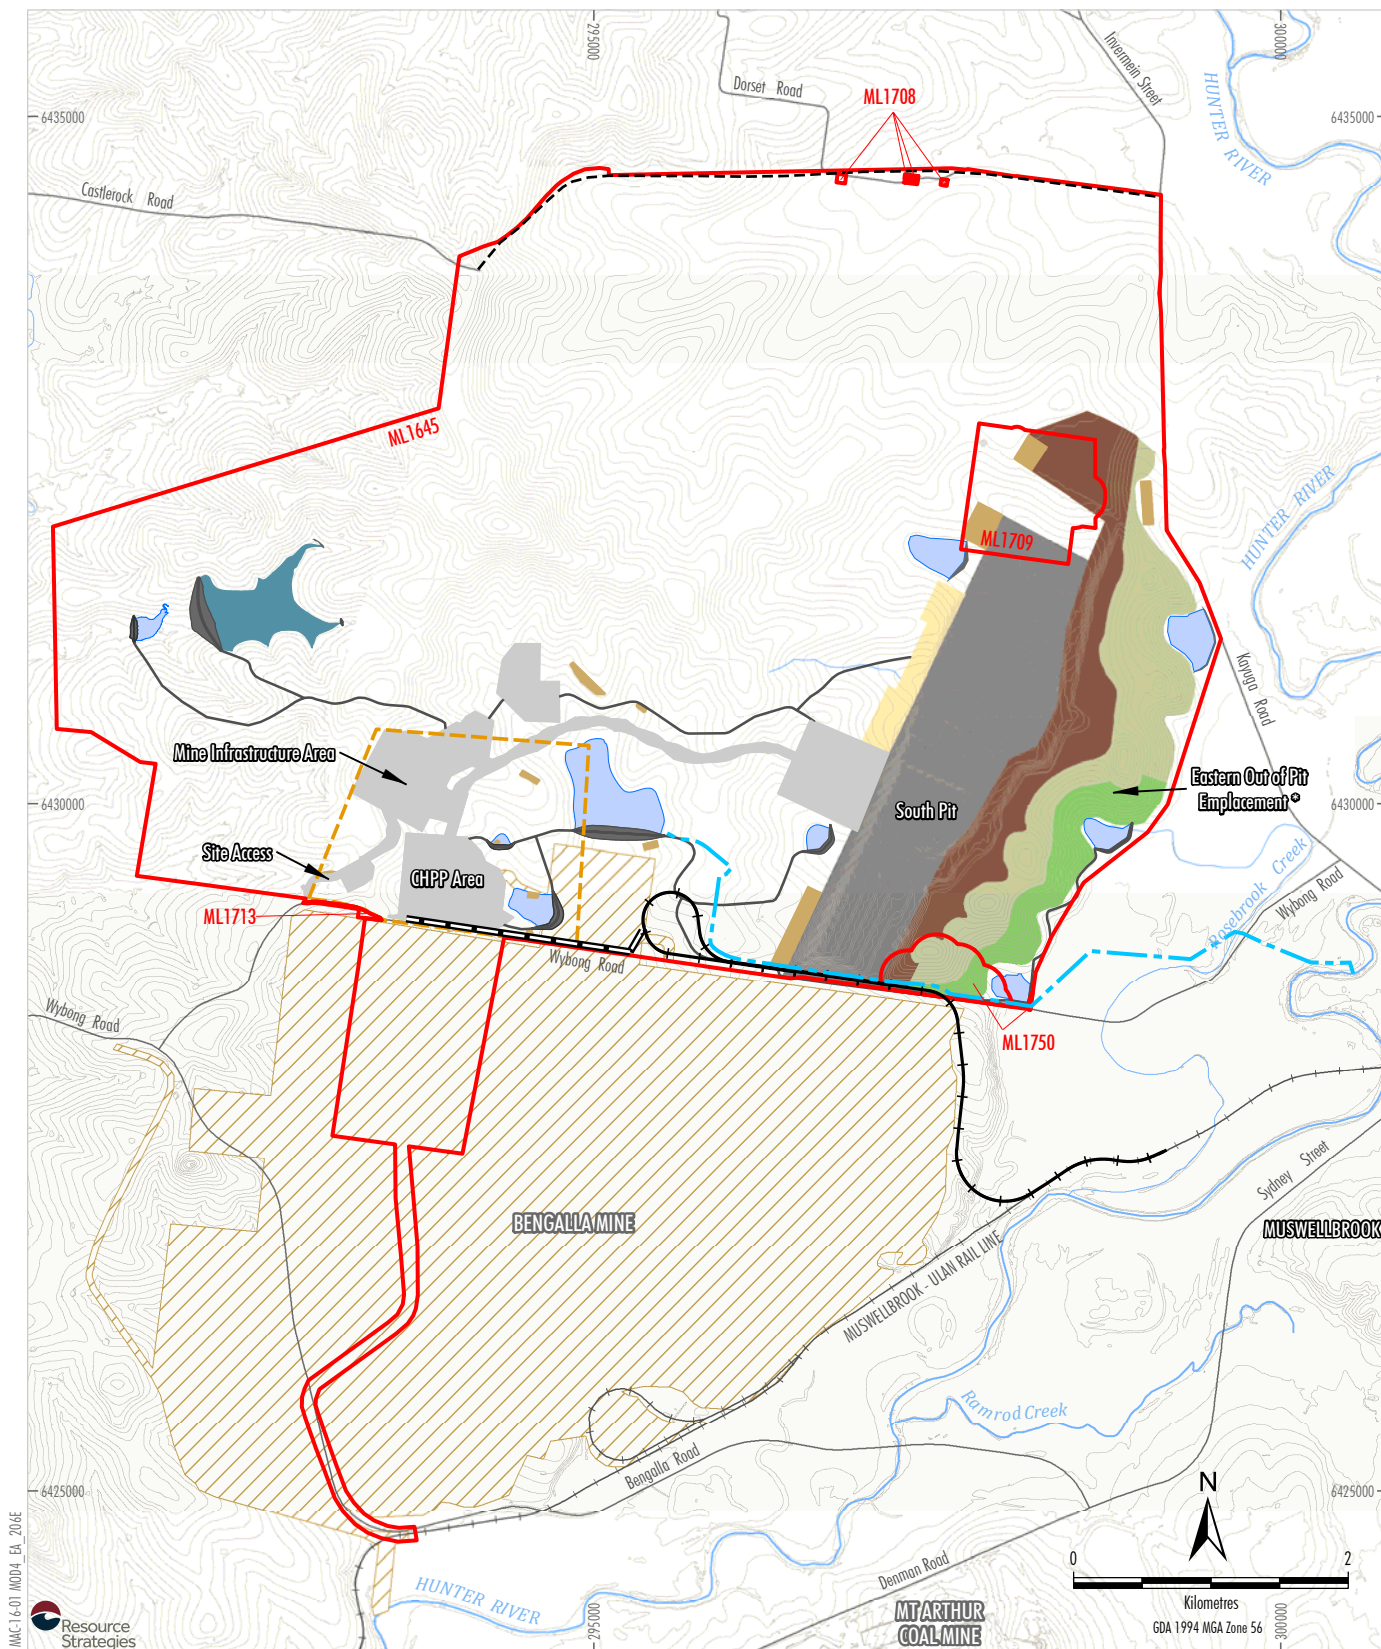 295000
300000
Invermein Street
Dorset Road
ML1708
HUNTER RIVER
6435000
6435000
Castlerock Road
ML1645
HUNTER RIVER
ML1709
Kayuga Road
Mine Infrastructure Area
Eastern Out of Pit
Emplacement *
6430000
6430000
South Pit
Site Access
CHPP Area
Rosebrook Creek
Wybong Road
ML1713
Wybong Road
Wybong Road
ML1750
Sydney Street
BENGALLA MINE
MUSWELLBROOK
MUSWELLBROOK - ULAN RAIL LINE
Ramrod Creek
Bengalla Road
N
6425000
6425000
0 2
Kilometres
GDA 1994 MGA Zone 56
Denman Road
HUNTER RIVER
MT ARTHUR
COAL MINE
295000
300000
MAC-16-01 MOD4_EA_206E
Resource
Strategies